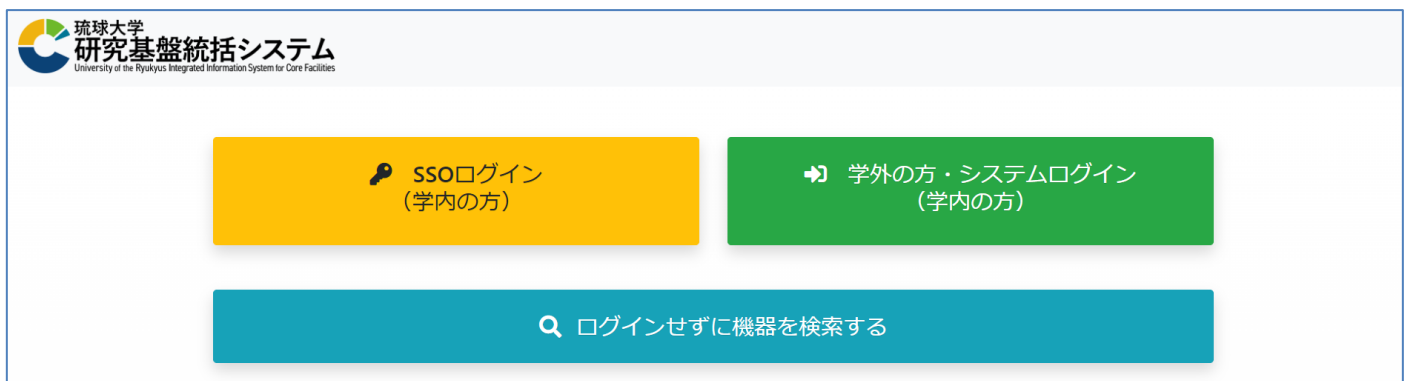 琉球大学
研究基盤統括システム
University of the Ryukyus Integrated Information System for Core Facilities
SSOログイン
（学内の方）
学外の方・システムログイン
（学内の方）
ログインせずに機器を検索する